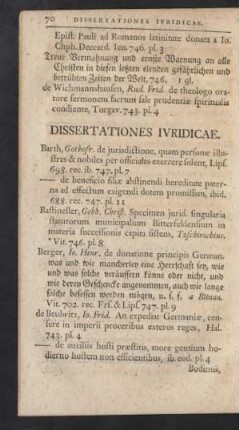 70 DISSERTATIONES IVRIDICAE.
Epist. Pauli ad Romanos latinitate donata a Io.
Chph. Deccard. Ien. 746. pl. 3
Treue Vermahnung und ernste Warnung an alle
Christen in diesen letzten elenden gefährlichen und
betrübten Zeiten der Welt. 746. 1 gl.
de Wichmannshausen, Rud. Frid. de theologo ora-
tore sermonem sacrum sale prudentiae spiritualis
condiente, Torgav. 743. pl. 4
DISSERTATIONES IVRIDICAE.
Barth, Gothofr. de jurisdictione, quam personae illu-
stres & nobiles per officiales exercere solent, Lips.
698. rec. ib. 747. pl. 7
— de beneficio filiae abstinendi hereditate pater-
na ad effectum exigendi dotem promissam, ibid.
688. rec. 747. pl. 11
Bastineller, Gebh. Christ. Specimen jurid. singularia
statutorum municipalium Bitterfeldensium in
materia successionis capita sistens,
Vit. 746. pl. 8
Berger, Io. Henr. de donatione principis German.
was und wie mancherley eine Herrschaft sey, wie
und was solche veräussern könne oder nicht, und
wie deren Geschencke anzunehmen, auch wie lange
solche besessen werden mögen, u. s. f. a
Vit. 702. rec. Frf. & Lips. 747. pl. 9
de Beulwitz, Io. Frid. An expediat Germaniae, cen-
sere in imperii proceribus exteros reges, Hal.
743. pl. 4
— de auxiliis hosti praestitis, more gentium ho-
dierno hostem non efficientibus, ib. eod. pl. 4
Bodinus,